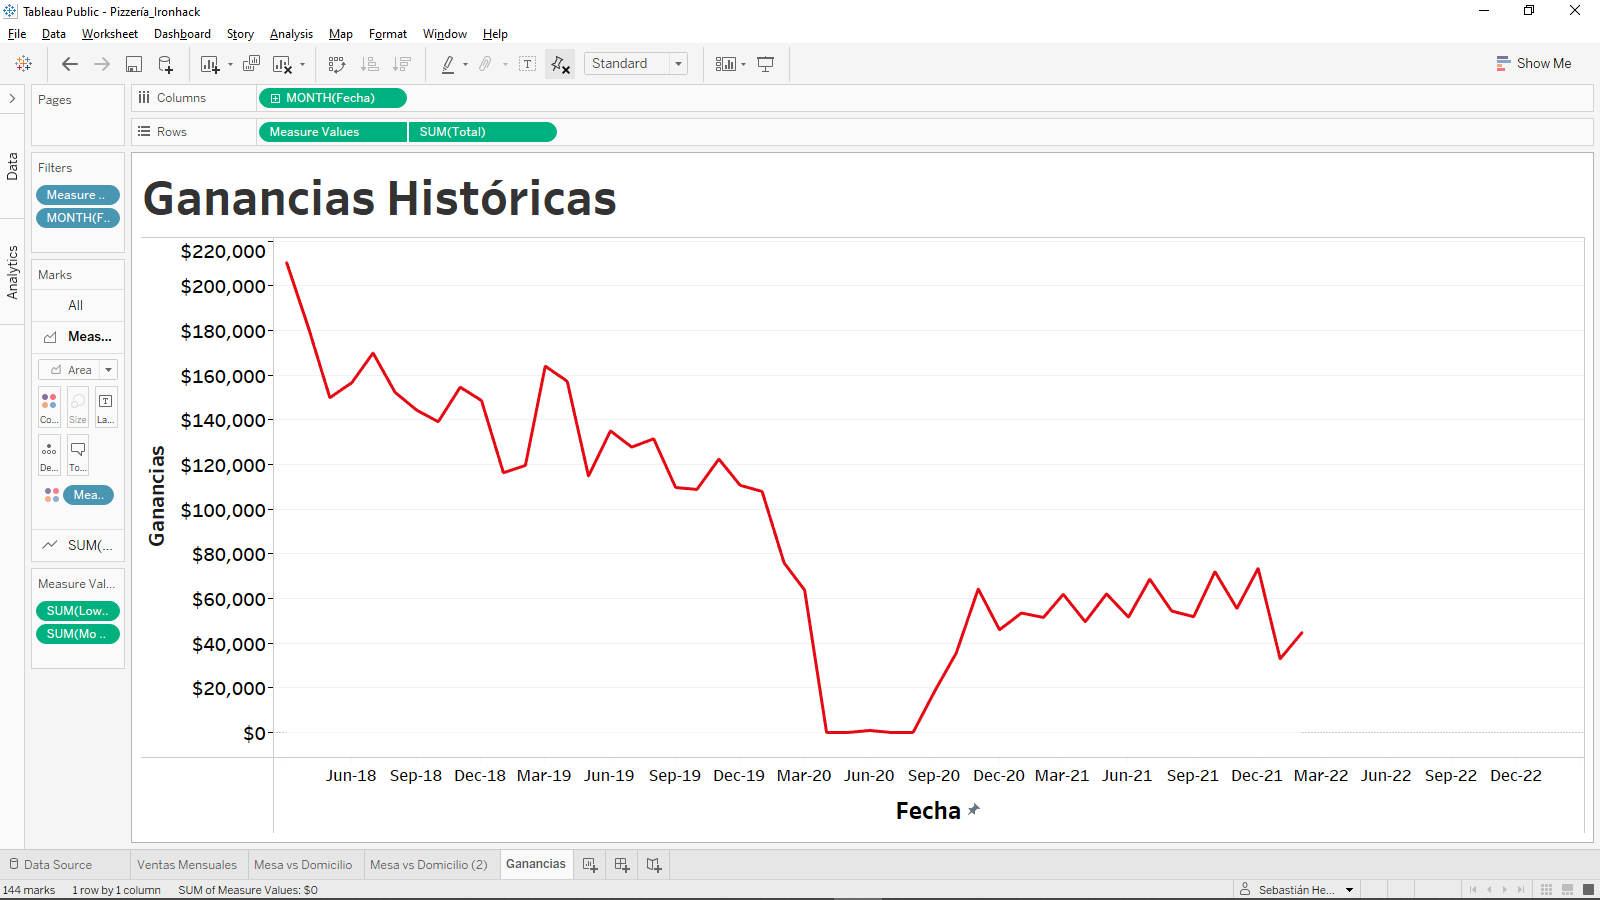 Tableau Public - Pizzería_Ironhack
File Data Worksheet Dashboard Story Analysis Map Format Window Help
Standard
Show Me
Data
Analytics
Pages
Columns
MONTH(Fecha)
Rows
Measure Values SUM(Total)
Filters
Measure ..
MONTH(F..
Marks
All
Meas...
Area
Co... Size La...
De... To...
Mea..
SUM(...
Measure Val...
SUM(Low..
SUM(Mo ..
Ganancias Históricas
Ganancias
$220,000
$200,000
$180,000
$160,000
$140,000
$120,000
$100,000
$80,000
$60,000
$40,000
$20,000
$0
Jun-18 Sep-18 Dec-18 Mar-19 Jun-19 Sep-19 Dec-19 Mar-20 Jun-20 Sep-20 Dec-20 Mar-21 Jun-21 Sep-21 Dec-21 Mar-22 Jun-22 Sep-22 Dec-22
Fecha
Data Source Ventas Mensuales Mesa vs Domicilio Mesa vs Domicilio (2) Ganancias
144 marks 1 row by 1 column SUM of Measure Values: $0 Sebastián He...